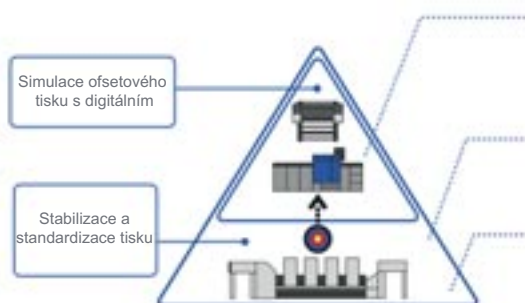 Simulace ofsetového
tisku s digitálním
Stabilizace a
standardizace tisku